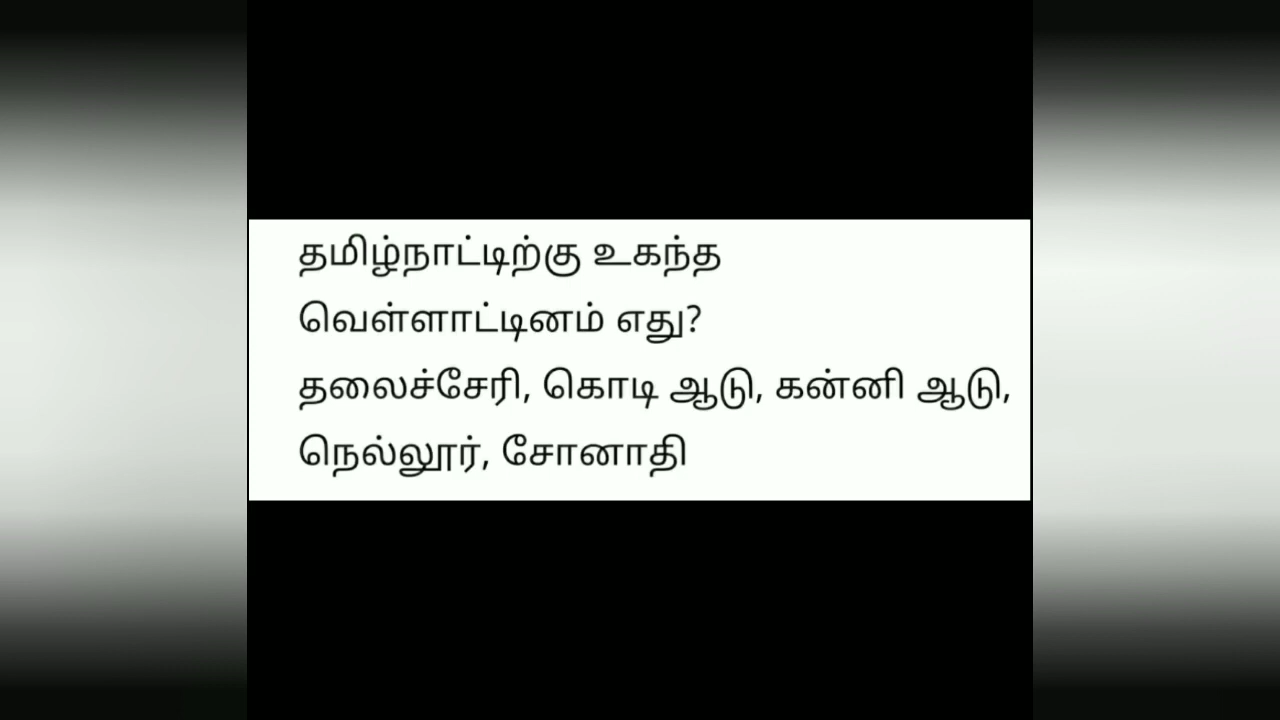 தமிழ்நாட்டிற்கு உகந்த
வெள்ளாட்டினம் எது?
தலைச்சேரி, கொடி ஆடு, கன்னி ஆடு,
நெல்லூர், சோனாதி